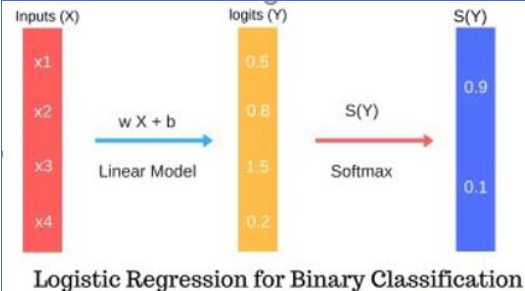 Inputs (X)
logits (Y)
S(Y)
x1
x2
x3
x4
w X + b
Linear Model
0.5
0.8
1.5
0.2
S(Y)
Softmax
0.9
0.1
Logistic Regression for Binary Classification